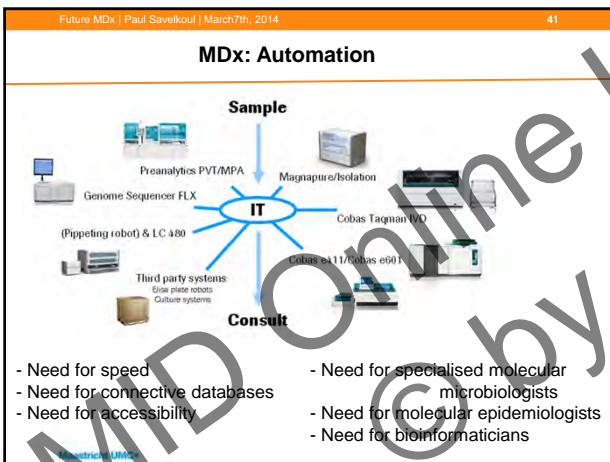 Future MDx | Paul Savelkoul | March7th, 2014 41
MDx: Automation
Sample
Preanalytics PVT/MPA
Magnapure/Isolation
Genome Sequencer FLX
IT
Cobas Taqman IVD
(Pippeting robot) & LC 480
Cobas e411/Cobas e601
Third party systems
Elisa plate robots
Culture systems
Consult
- Need for speed
- Need for connective databases
- Need for accessibility
- Need for specialised molecular
microbiologists
- Need for molecular epidemiologists
- Need for bioinformaticians
Maastricht UMC+
MID Online
© by